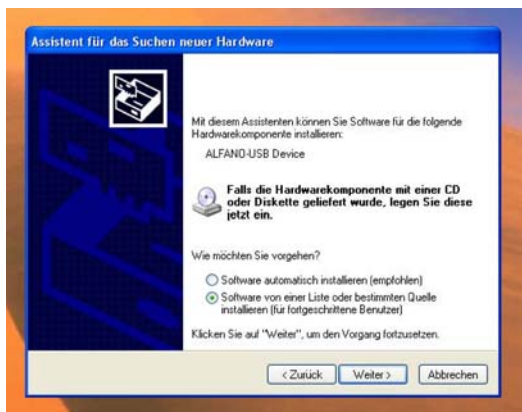 Assistent für das Suchen neuer Hardware
Mit diesem Assistenten können Sie Software für die folgende
Hardwarekomponente installieren:
ALFANO-USB Device
Falls die Hardwarekomponente mit einer CD
oder Diskette geliefert wurde, legen Sie diese
jetzt ein.
Wie möchten Sie vorgehen?
Software automatisch installieren (empfohlen)
Software von einer Liste oder bestimmten Quelle
installieren (für fortgeschrittene Benutzer)
Klicken Sie auf "Weiter", um den Vorgang fortzusetzen.
< Zurück Weiter > Abbrechen